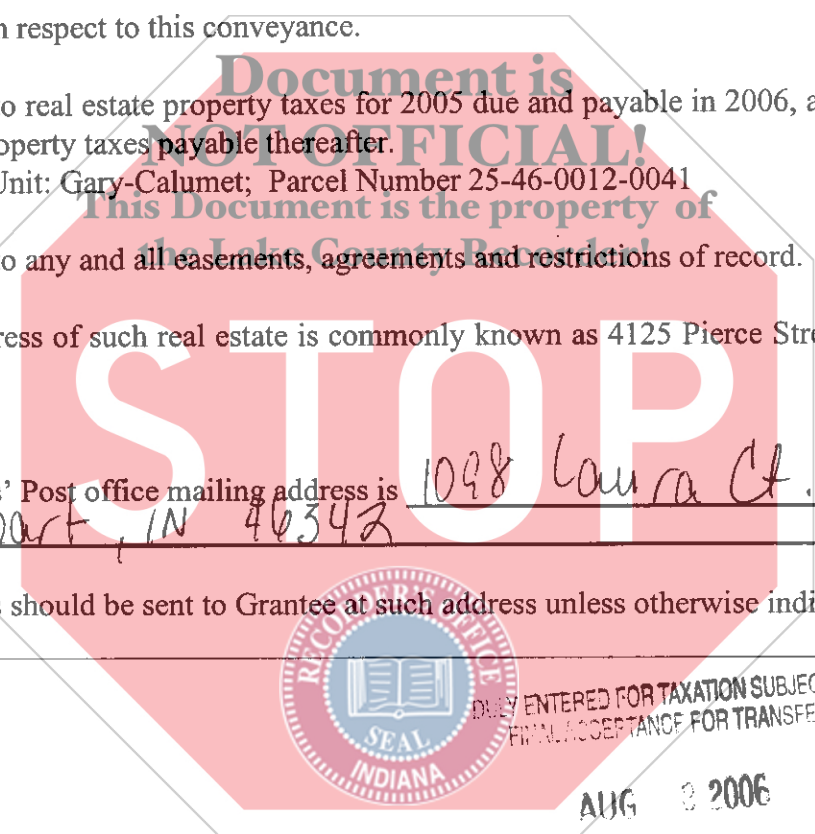 n respect to this conveyance.
Document is
o real estate property taxes for 2005 due and payable in 2006, a
NOT OFFICIAL!
operty taxes payable thereafter.
Unit: Gary-Calumet; Parcel Number 25-46-0012-0041
This Document is the property of
the Lake County Recorder!
o any and all easements, agreements and restrictions of record.
STOP
ress of such real estate is commonly known as 4125 Pierce Stre
s' Post office mailing address is 1098 Laura Ct.
bart, IN 46342
s should be sent to Grantee at such address unless otherwise indi
RECORDER'S OFFICE
SEAL
INDIANA
DULY ENTERED FOR TAXATION SUBJEC
FINAL ACCEPTANCE FOR TRANSFE
AUG 2006